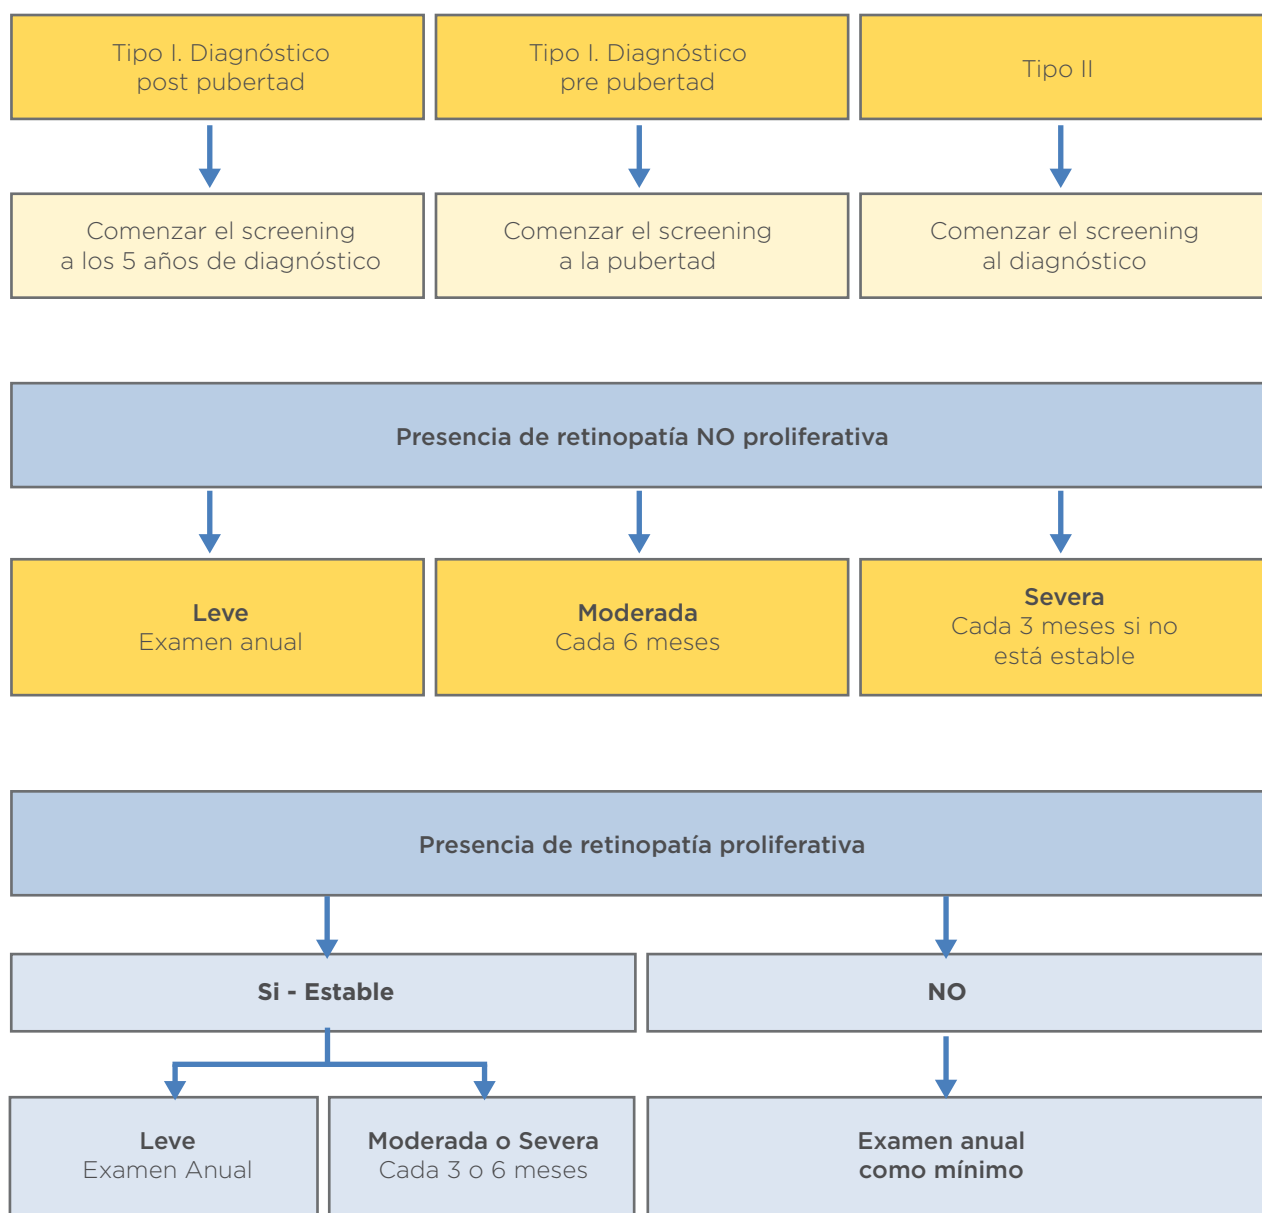 Tipo I. Diagnóstico
post pubertad
Tipo I. Diagnóstico
pre pubertad
Tipo II
Comenzar el screening
a los 5 años de diagnóstico
Comenzar el screening
a la pubertad
Comenzar el screening
al diagnóstico
Presencia de retinopatía NO proliferativa
Leve
Examen anual
Moderada
Cada 6 meses
Severa
Cada 3 meses si no
está estable
Presencia de retinopatía proliferativa
Si - Estable
NO
Leve
Examen Anual
Moderada o Severa
Cada 3 o 6 meses
Examen anual
como mínimo